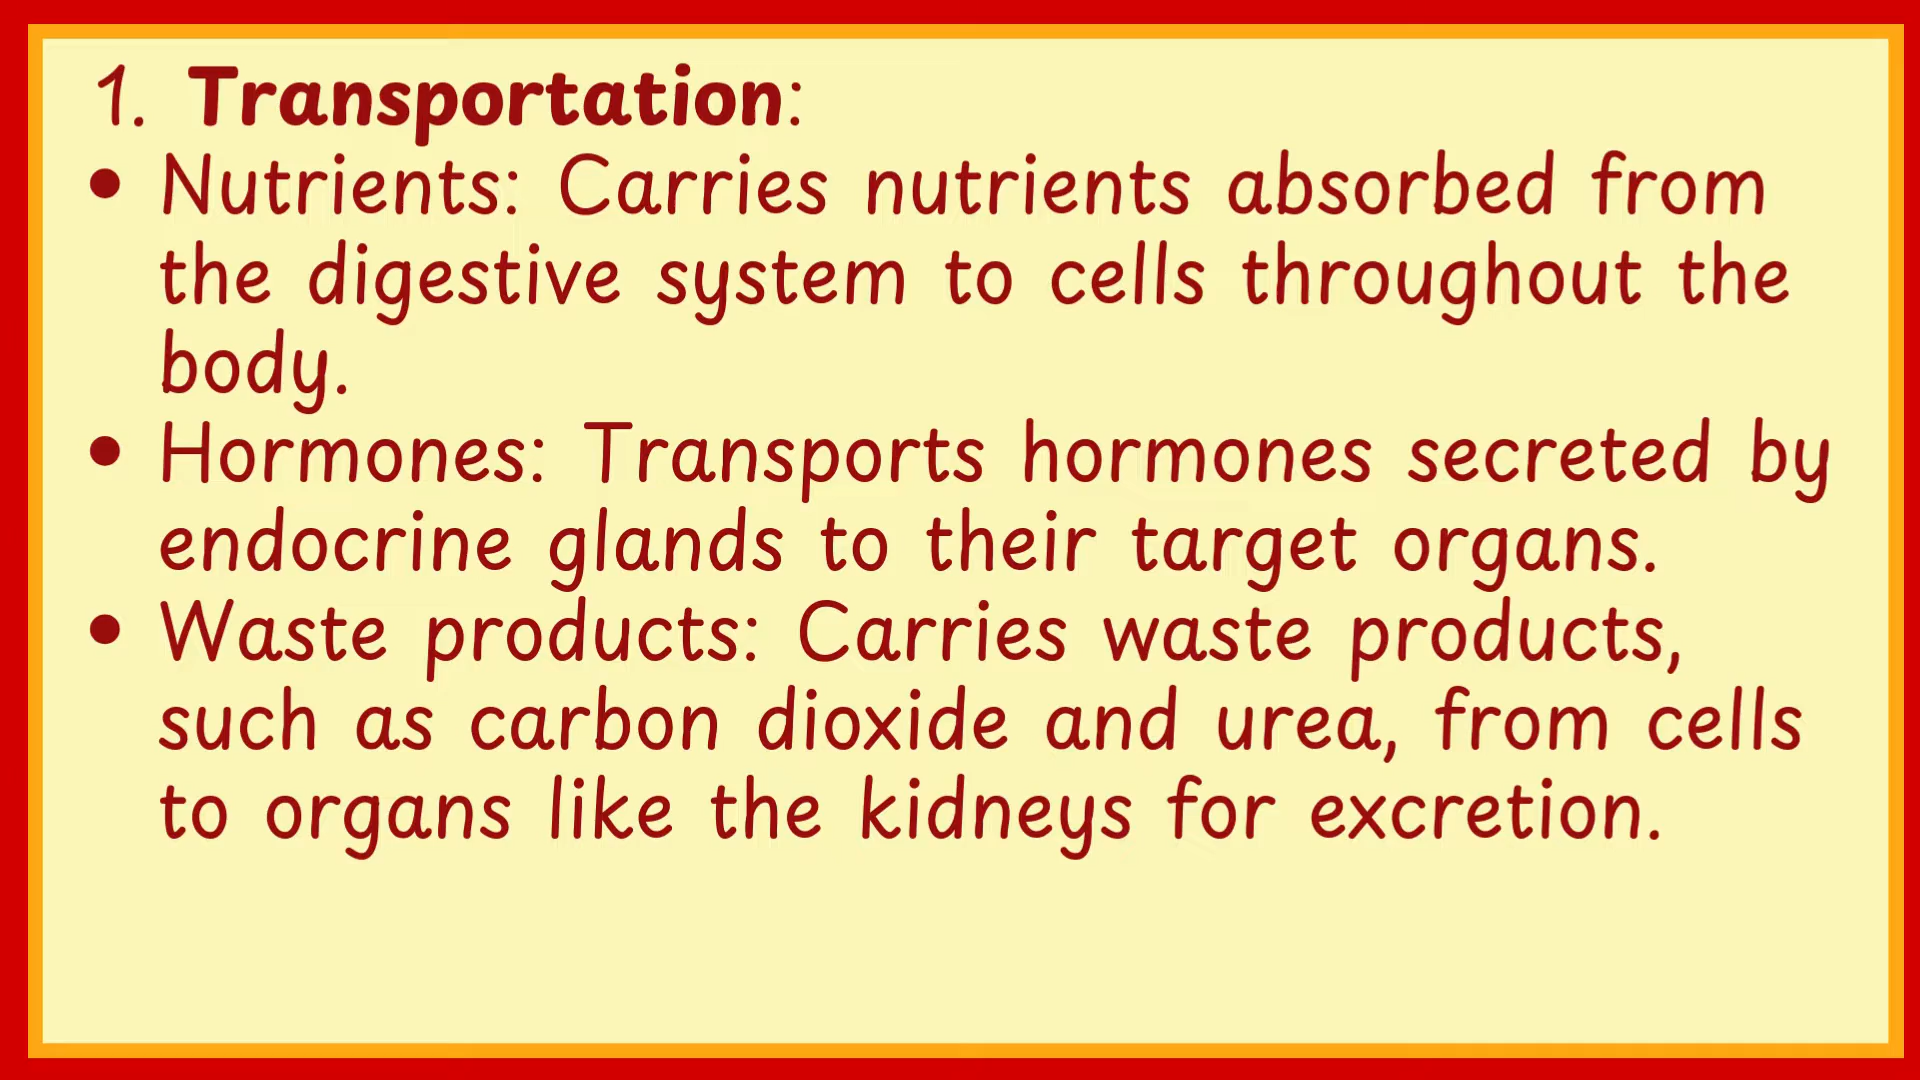 1. Transportation:
• Nutrients: Carries nutrients absorbed from
the digestive system to cells throughout the
body.
• Hormones: Transports hormones secreted by
endocrine glands to their target organs.
• Waste products: Carries waste products,
such as carbon dioxide and urea, from cells
to organs like the kidneys for excretion.